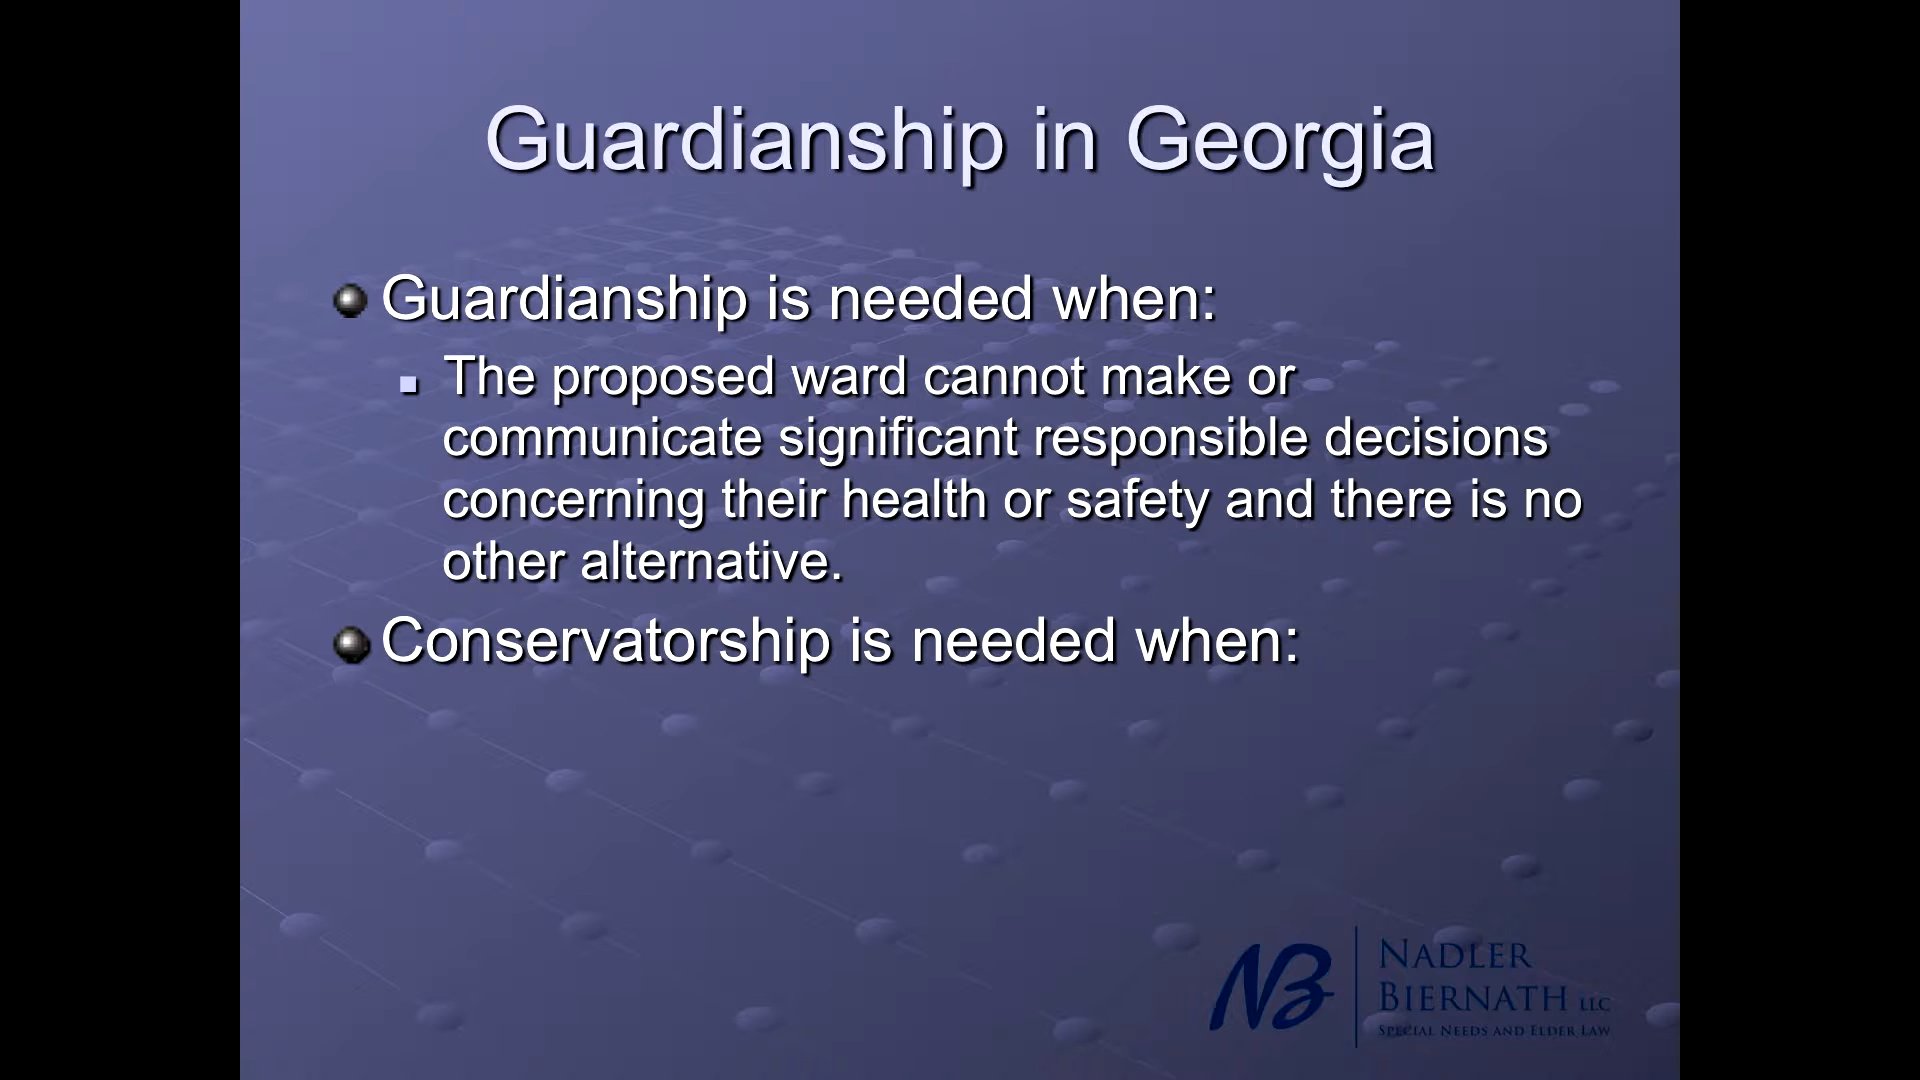 Guardianship in Georgia
Guardianship is needed when:
The proposed ward cannot make or
communicate significant responsible decisions
concerning their health or safety and there is no
other alternative.
Conservatorship is needed when:
NB
NADLER
BIERNATH LLC
SPECIAL NEEDS AND ELDER LAW